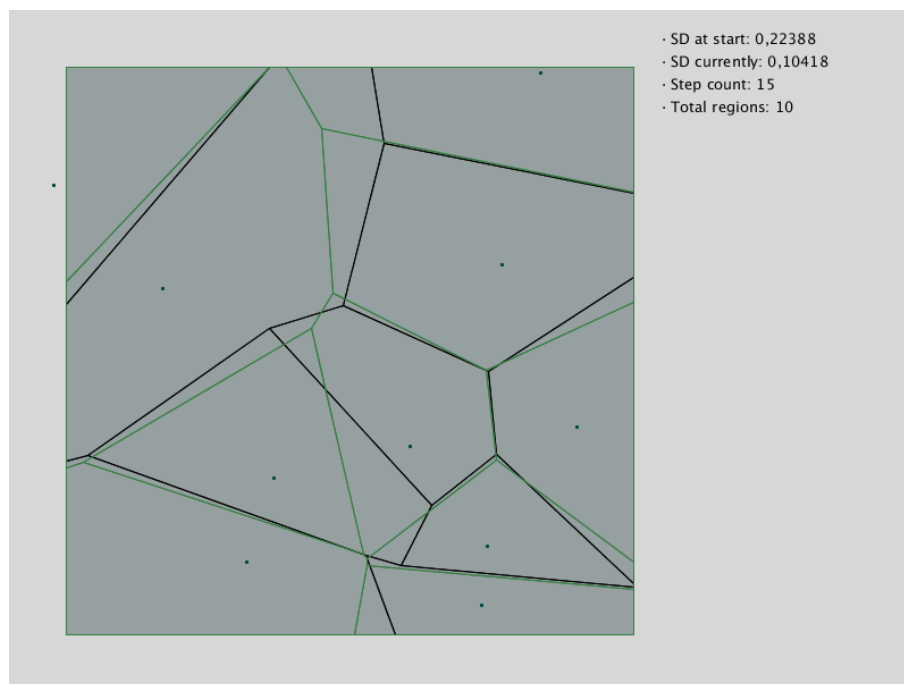 · SD at start: 0,22388
· SD currently: 0,10418
· Step count: 15
· Total regions: 10